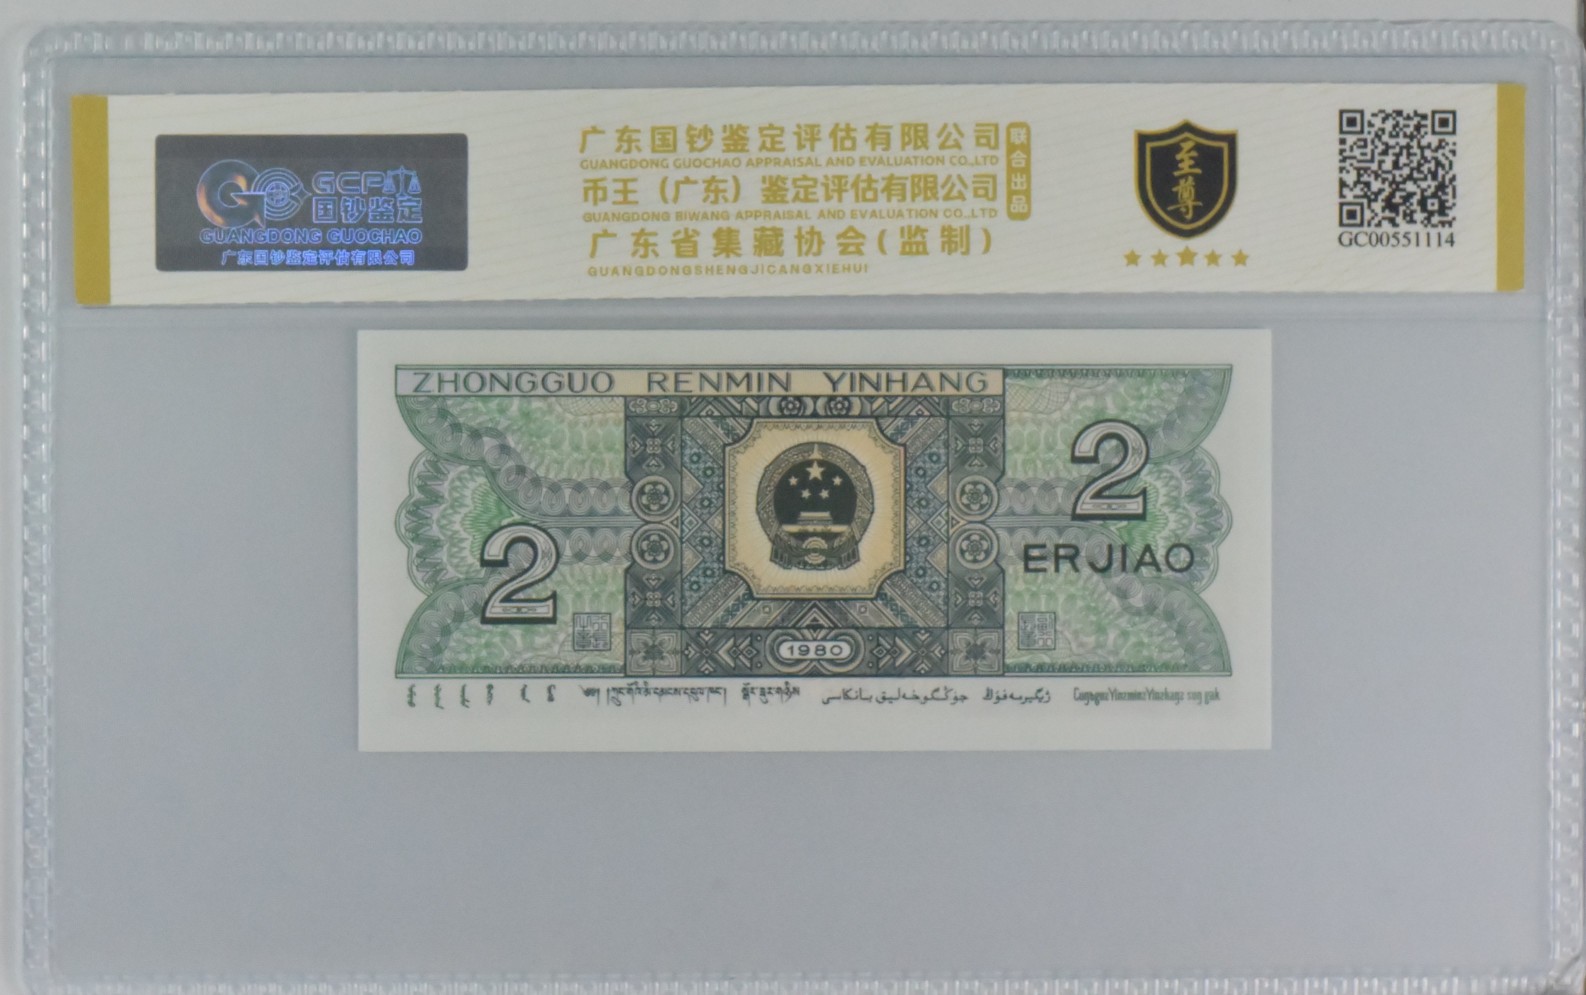 GCP
国钞鉴定
GUANGDONG GUOCHAO
广东国钞鉴定评估有限公司
广东国钞鉴定评估有限公司
GUANGDONG GUOCHAO APPRAISAL AND EVALUATION CO.,LTD
币王（广东）鉴定评估有限公司
GUANGDONG BIWANG APPRAISAL AND EVALUATION CO.,LTD
广东省集藏协会(监制)
GUANGDONGSHENGJICANGXIEHUI
联合出品
至尊
GC00551114
ZHONGGUO RENMIN YINHANG
2
ERJIAO
2
1980